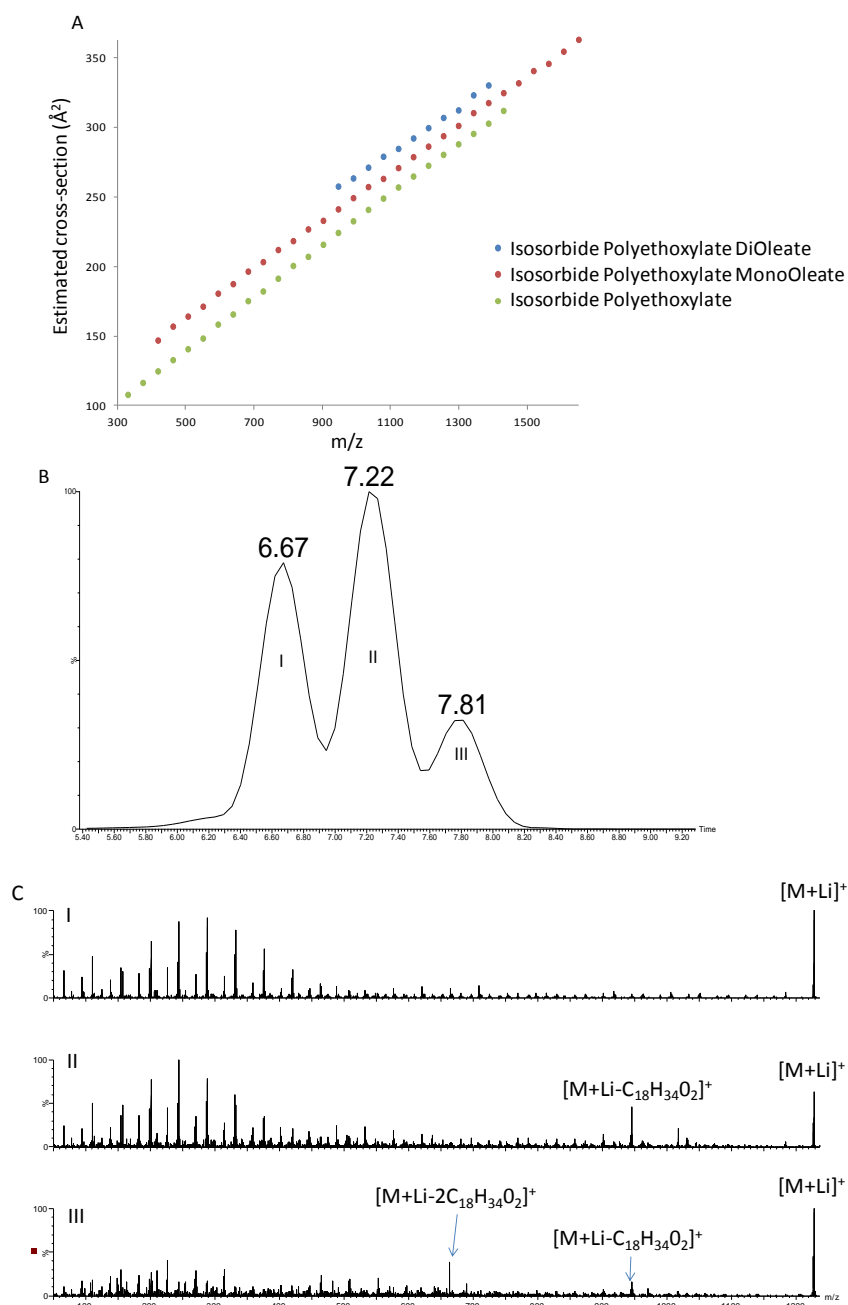 A
Estimated cross-section (Å²)
350
300
250
200
150
100
300
500
700
900
1100
1300
1500
m/z
Isosorbide Polyethoxylate DiOleate
Isosorbide Polyethoxylate MonoOleate
Isosorbide Polyethoxylate
B
7.22
6.67
7.81
100
%
0
I
II
III
5.40 5.60 5.80 6.00 6.20 6.40 6.60 6.80 7.00 7.20 7.40 7.60 7.80 8.00 8.20 8.40 8.60 8.80 9.00 9.20
Time
C
[M+Li]⁺
I
100
%
0
[M+Li]⁺
[M+Li-C₁₈H₃₄0₂]⁺
II
100
%
0
[M+Li]⁺
[M+Li-2C₁₈H₃₄0₂]⁺
[M+Li-C₁₈H₃₄0₂]⁺
III
100
%
0
m/z